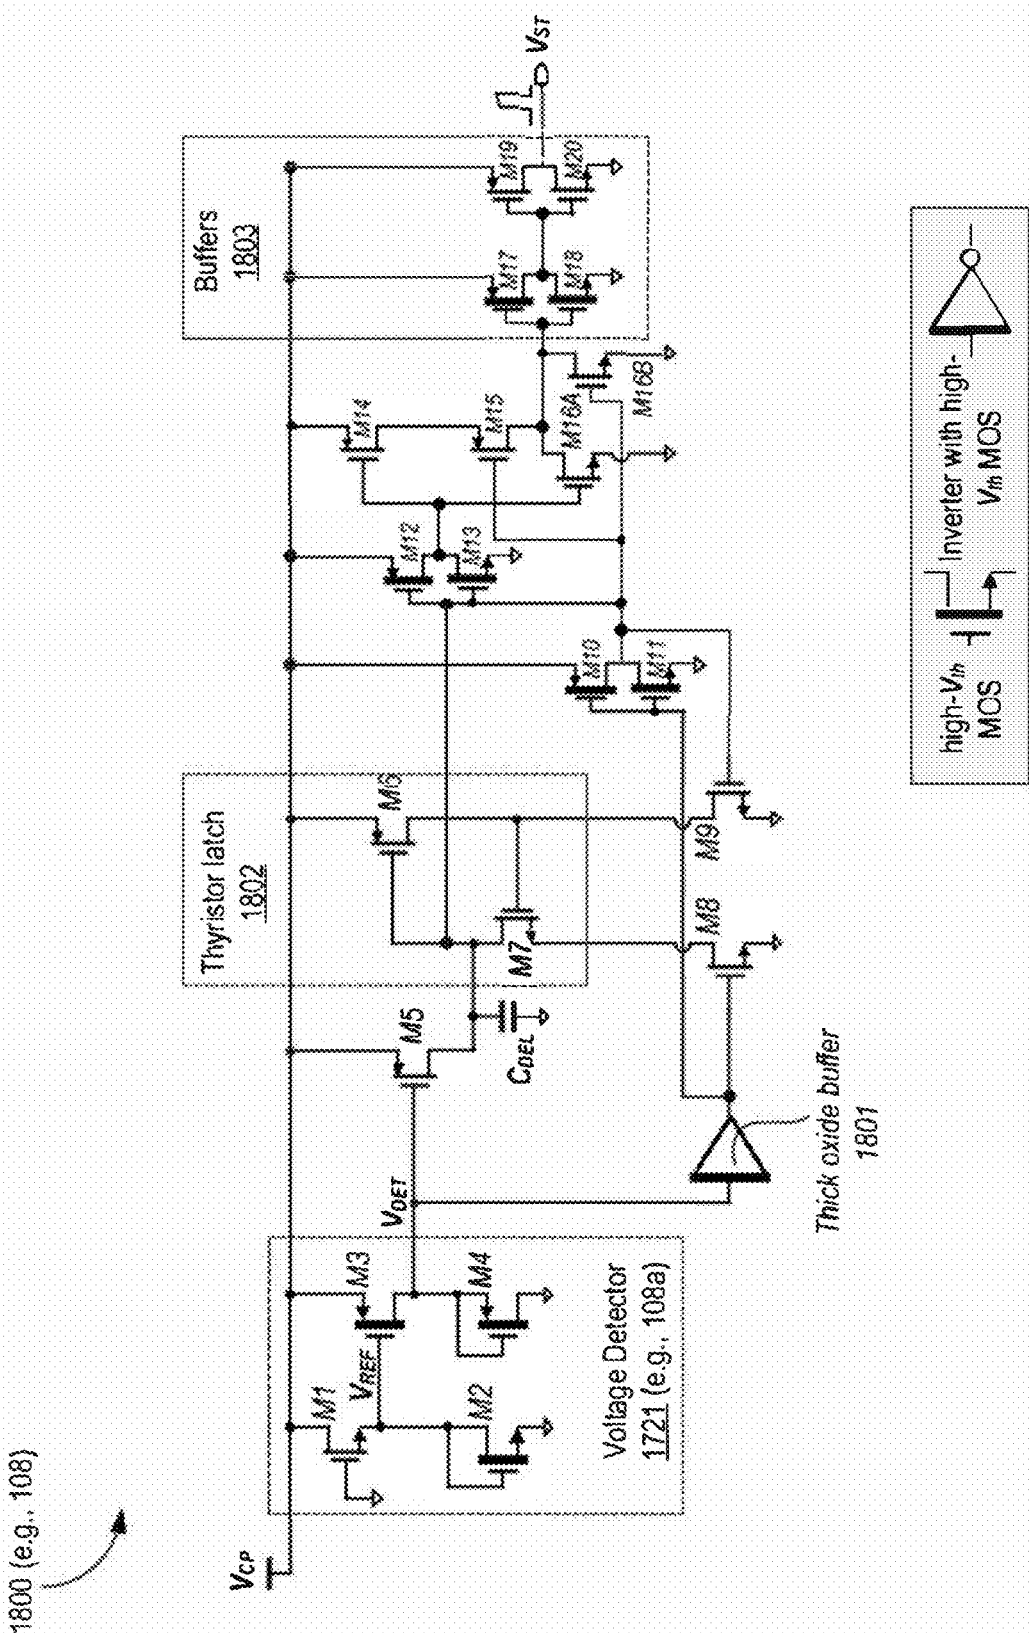 1800 (e.g., 108)
VCP
M1
VREF
M2
M3
M4
Voltage Detector
1721 (e.g., 108a)
VDET
M5
CDEL
Thick oxide buffer
1801
Thyristor latch
1802
M6
M7
M8
M9
M10
M11
M12
M13
M14
M15
M16A
M16B
Buffers
1803
M17
M18
M19
M20
VST
high-Vth
MOS
Inverter with high-
Vth MOS